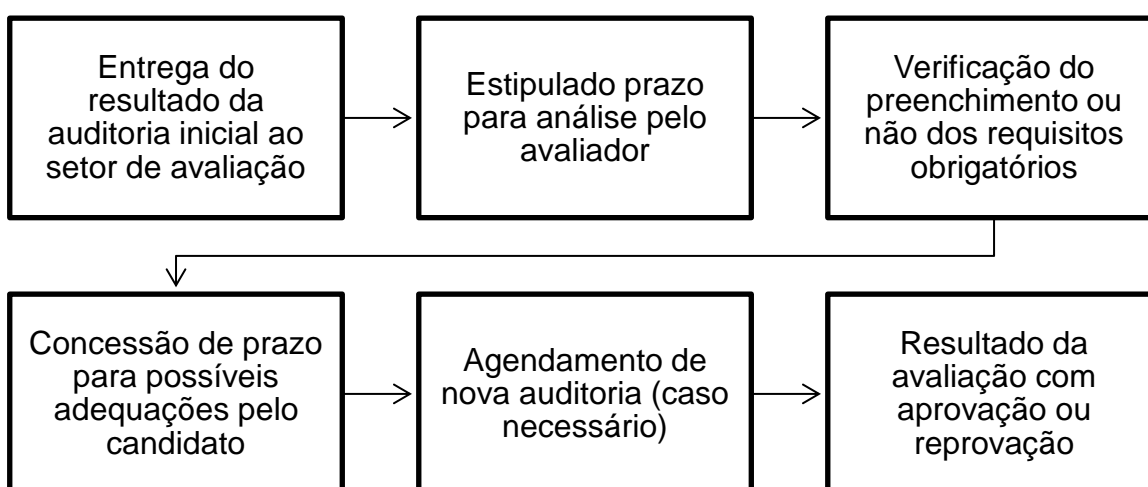 Entrega do
resultado da
auditoria inicial ao
setor de avaliação
Estipulado prazo
para análise pelo
avaliador
Verificação do
preenchimento ou
não dos requisitos
obrigatórios
Concessão de prazo
para possíveis
adequações pelo
candidato
Agendamento de
nova auditoria (caso
necessário)
Resultado da
avaliação com
aprovação ou
reprovação